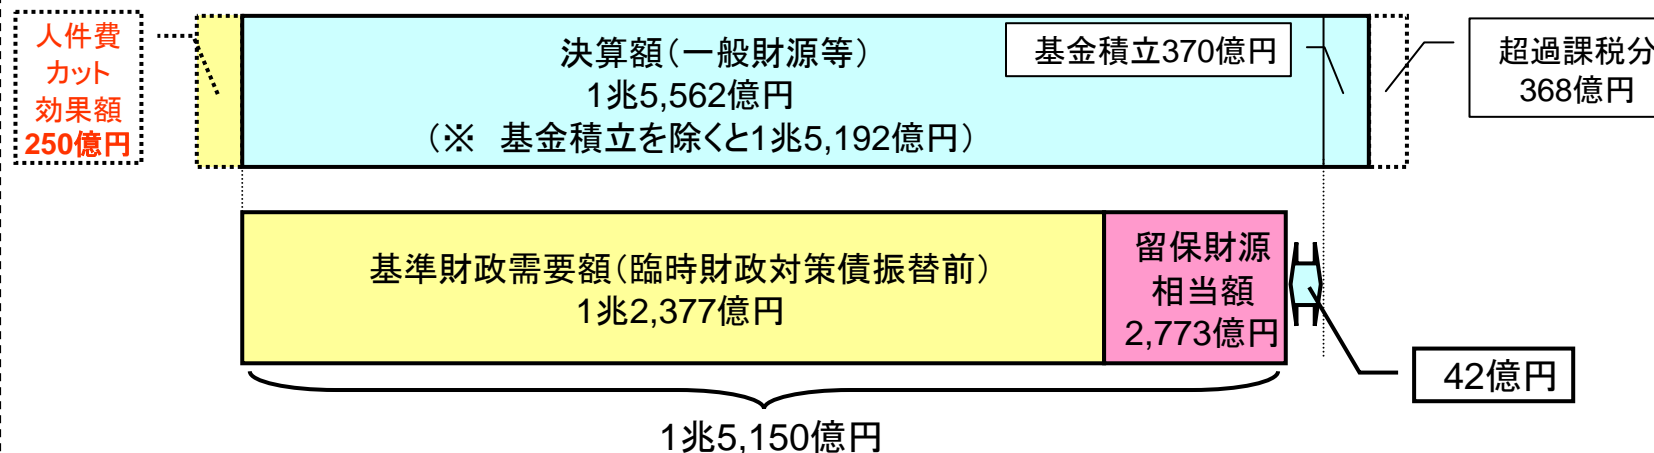 人件費
カット
効果額
250億円
決算額（一般財源等）
1兆5,562億円
（※　基金積立を除くと1兆5,192億円）
基金積立370億円
超過課税分
368億円
基準財政需要額（臨時財政対策債振替前）
1兆2,377億円
留保財源
相当額
2,773億円
42億円
1兆5,150億円